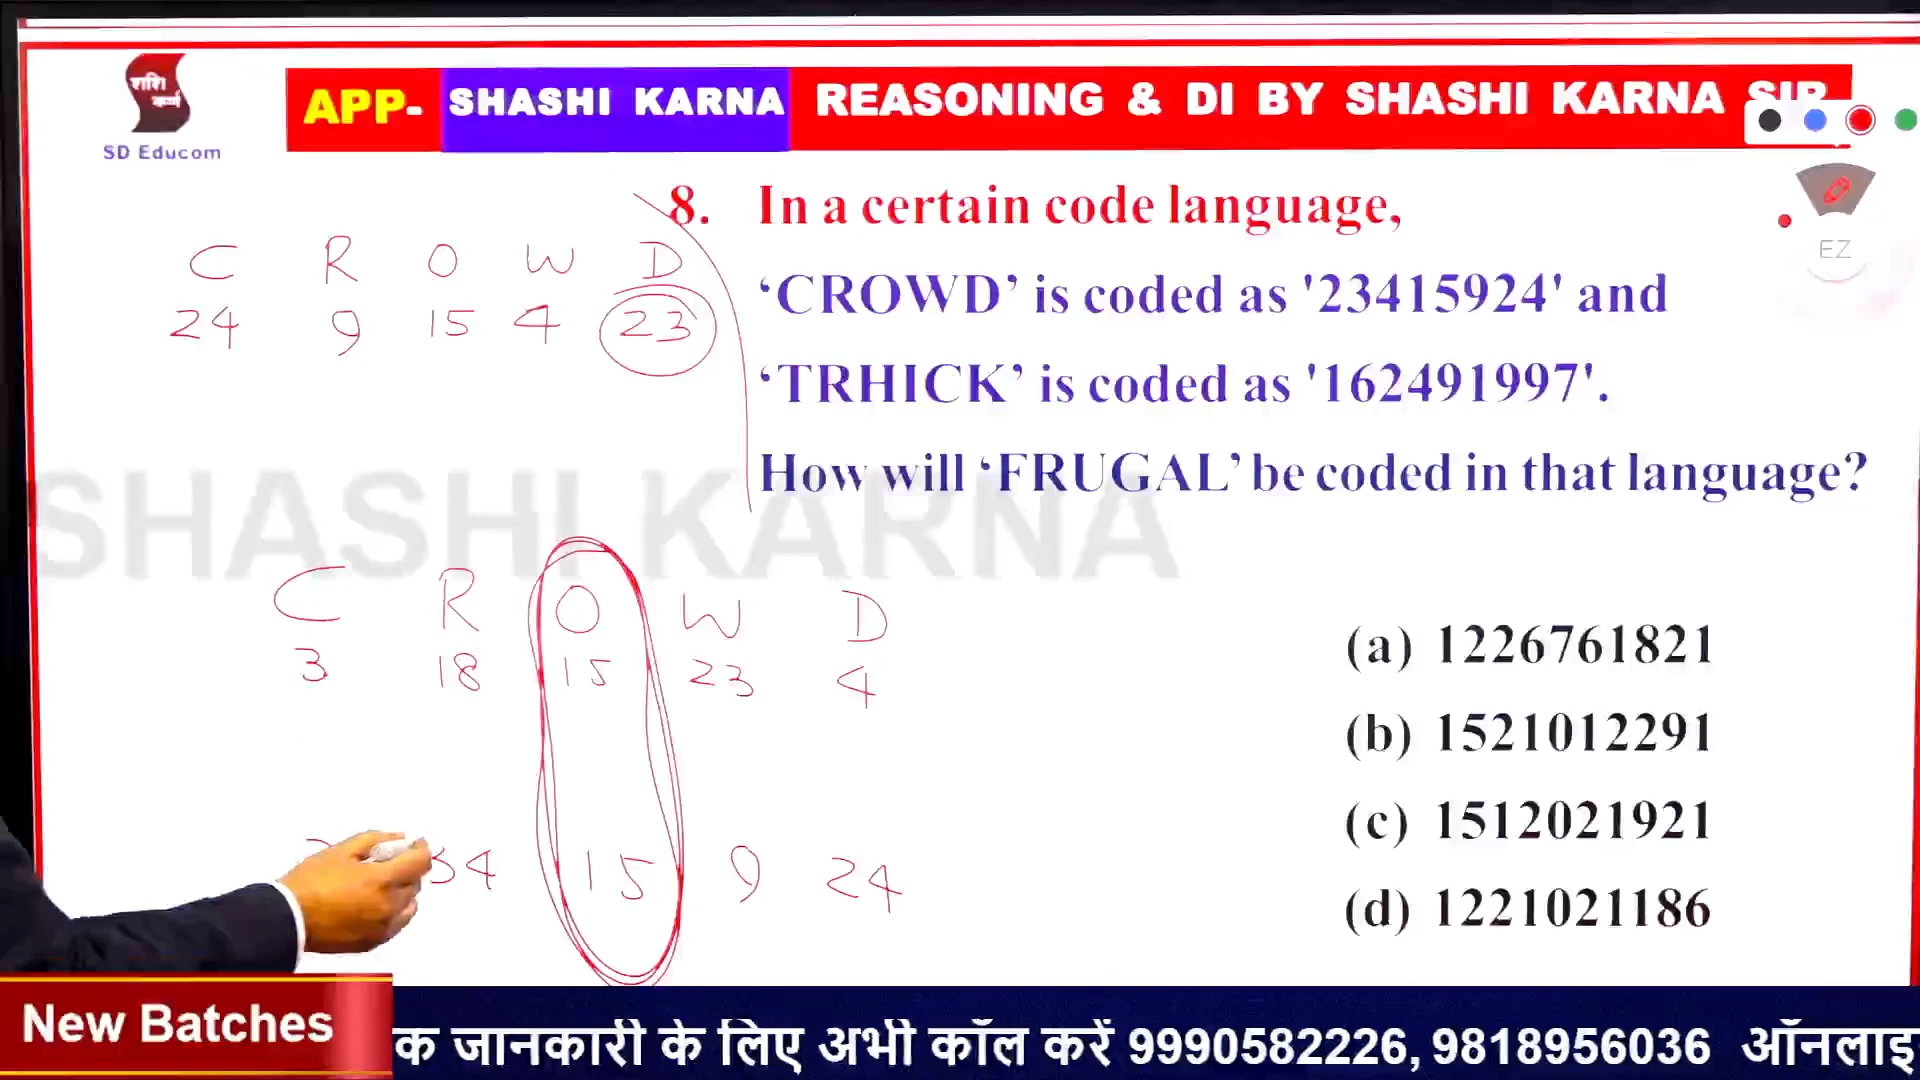 शशि
कर्ण
SD Educom
APP- SHASHI KARNA REASONING & DI BY SHASHI KARNA SIR
EZ
8. In a certain code language,
‘CROWD’ is coded as '23415924' and
‘TRHICK’ is coded as '162491997'.
How will ‘FRUGAL’ be coded in that language?
C R O W D
24 9 15 4 23
SHASHI KARNA
C R O W D
3 18 15 23 4
15 9 24
(a) 1226761821
(b) 1521012291
(c) 1512021921
(d) 1221021186
New Batches
क जानकारी के लिए अभी कॉल करें 9990582226, 9818956036 ऑनलाइ